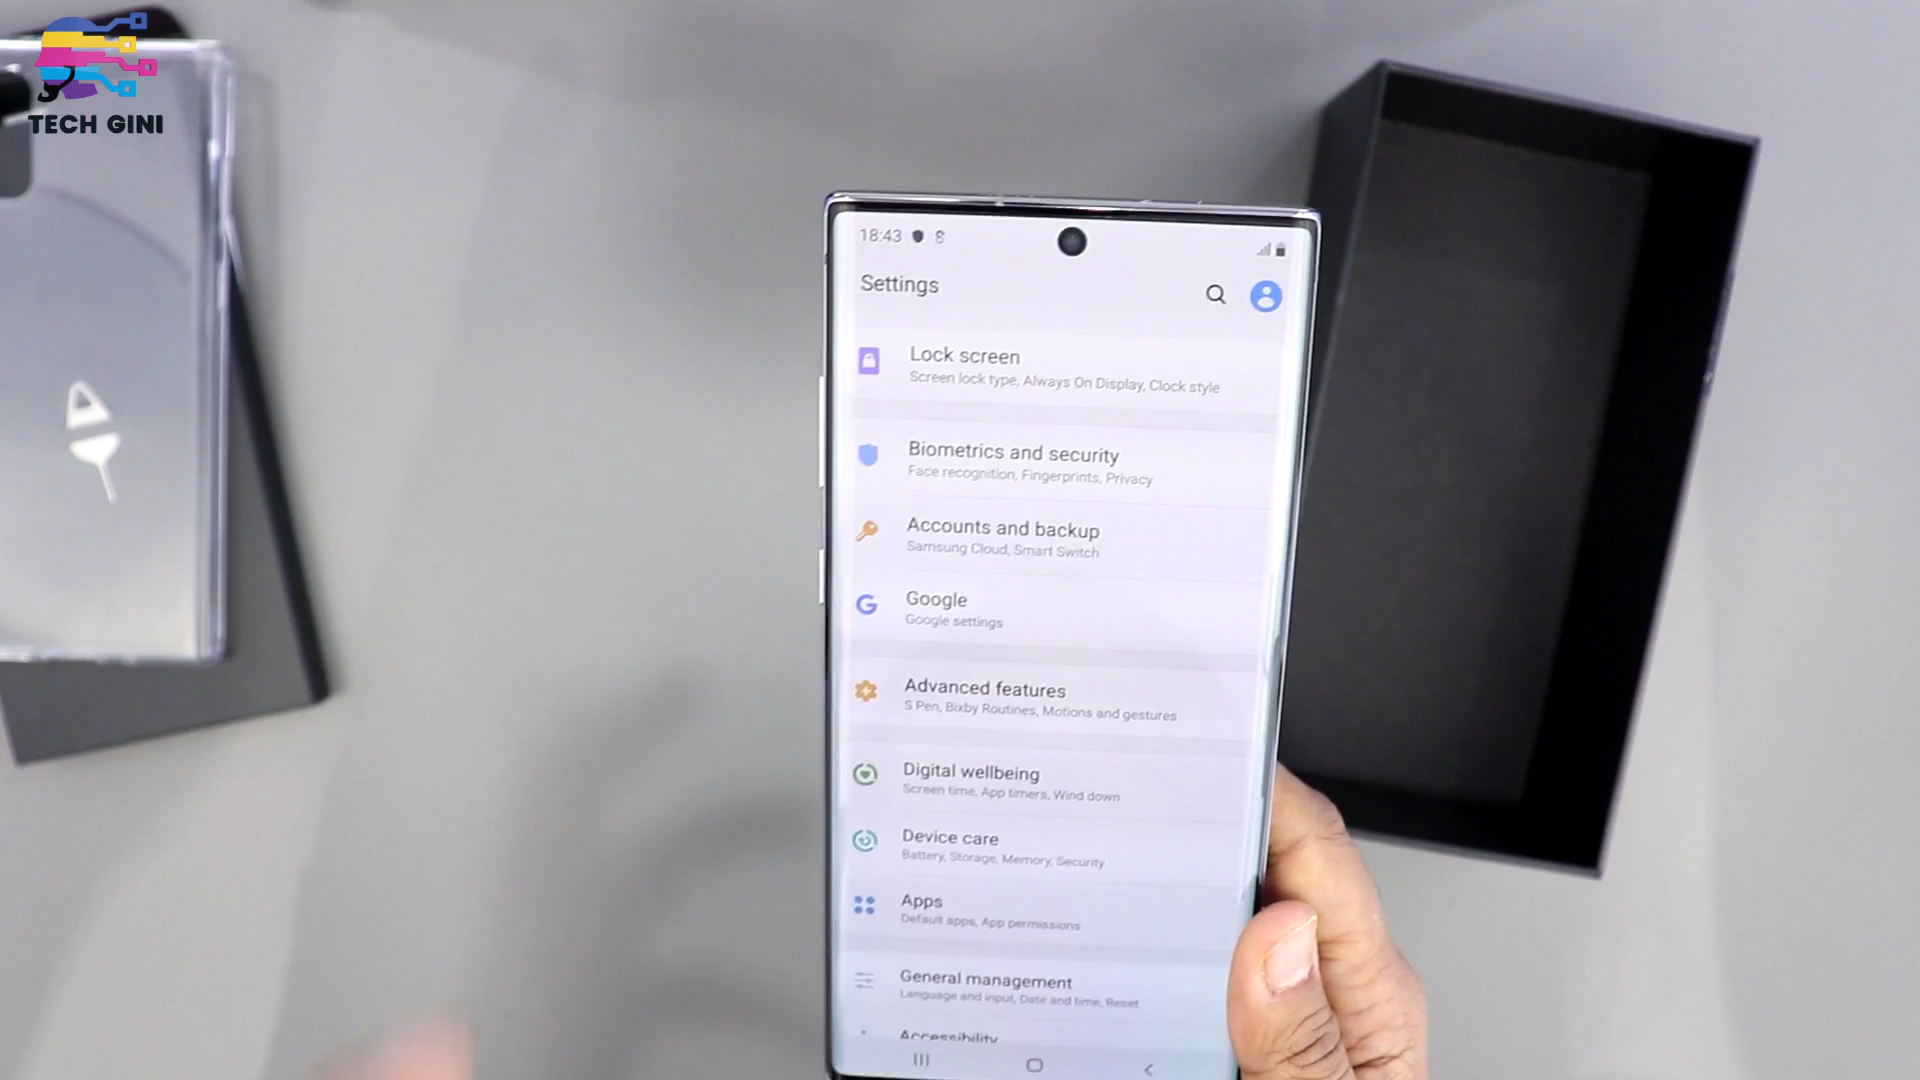 TECH GINI
18:43
Settings
Lock screen
Screen lock type, Always On Display, Clock style
Biometrics and security
Face recognition, Fingerprints, Privacy
Accounts and backup
Samsung Cloud, Smart Switch
Google
Google settings
Advanced features
S Pen, Bixby Routines, Motions and gestures
Digital wellbeing
Screen time, App timers, Wind down
Device care
Battery, Storage, Memory, Security
Apps
Default apps, App permissions
General management
Language and input, Date and time, Reset
Accessibility